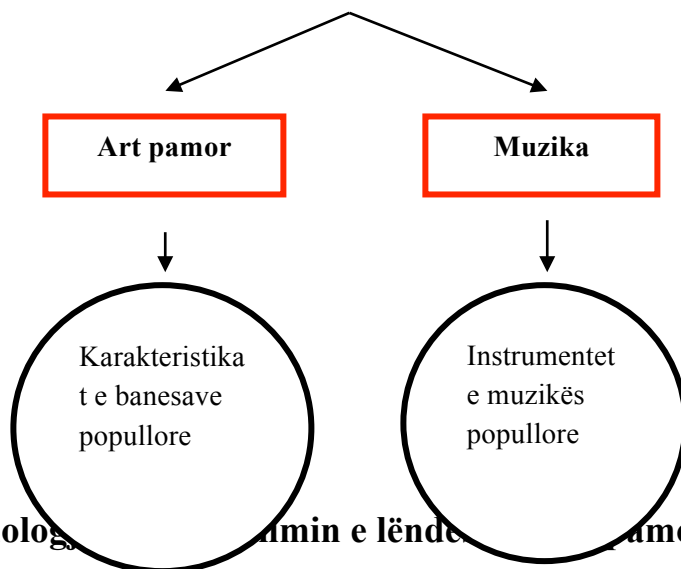 Art pamor
Muzika
Karakteristika
t e banesave
popullore
Instrumentet
e muzikës
popullore
e